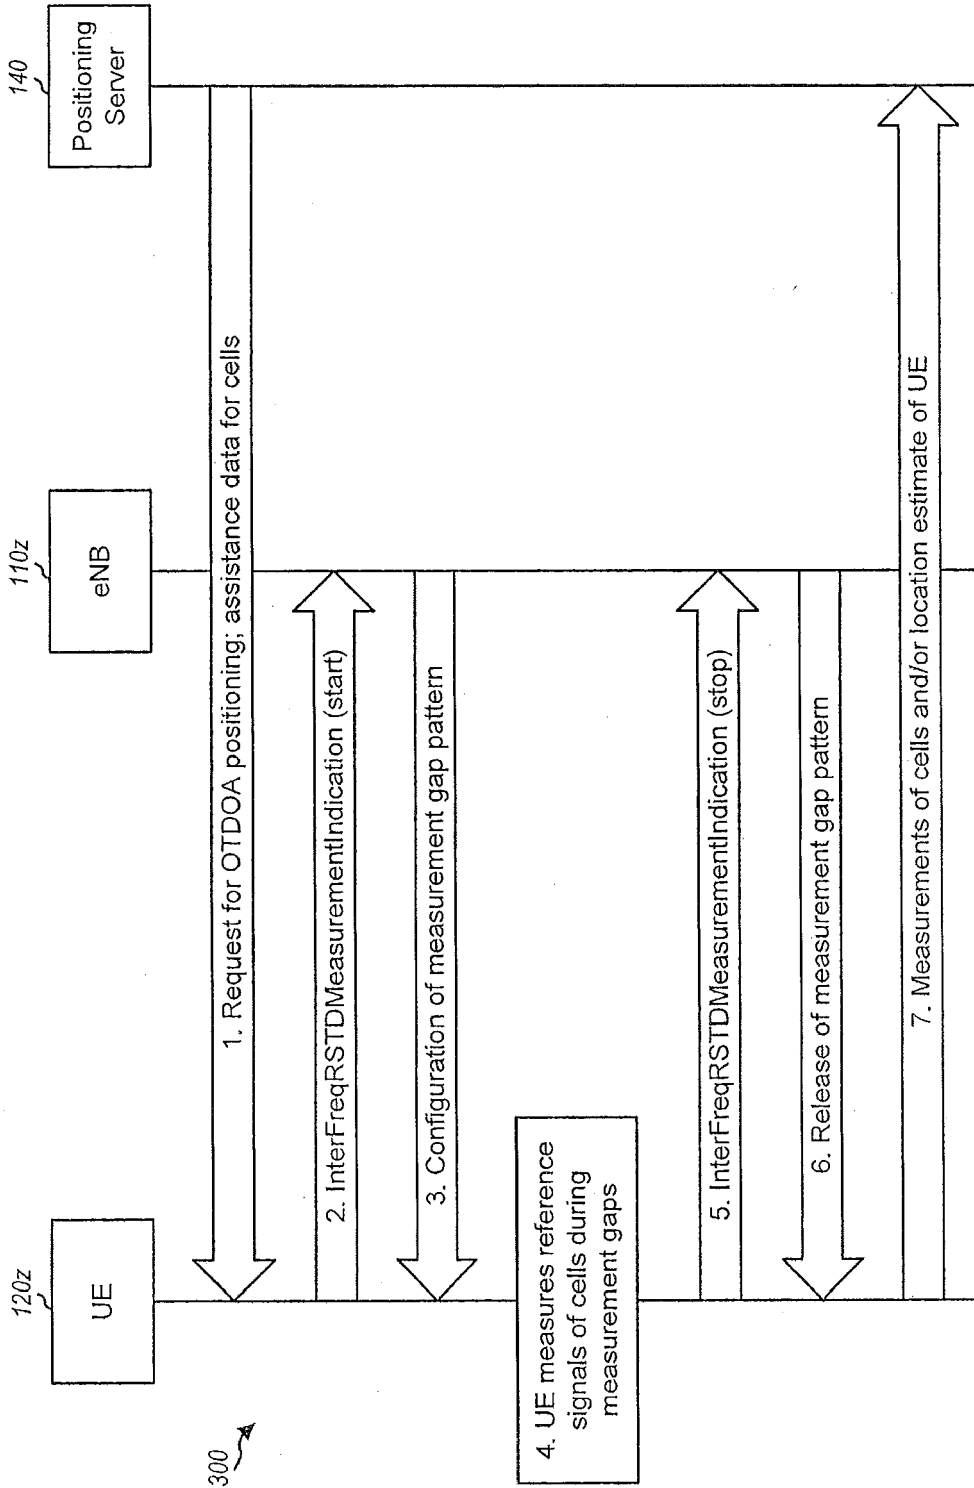 300
120z
UE
110z
eNB
140
Positioning
Server
1. Request for OTDOA positioning; assistance data for cells
2. InterFreqRSTDMeasurementIndication (start)
3. Configuration of measurement gap pattern
4. UE measures reference
signals of cells during
measurement gaps
5. InterFreqRSTDMeasurementIndication (stop)
6. Release of measurement gap pattern
7. Measurements of cells and/or location estimate of UE